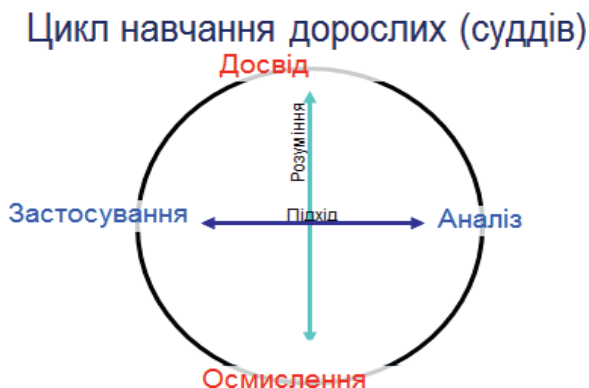 Цикл навчання дорослих (суддів)
Досвід
Розуміння
Застосування
Підхід
Аналіз
Осмислення